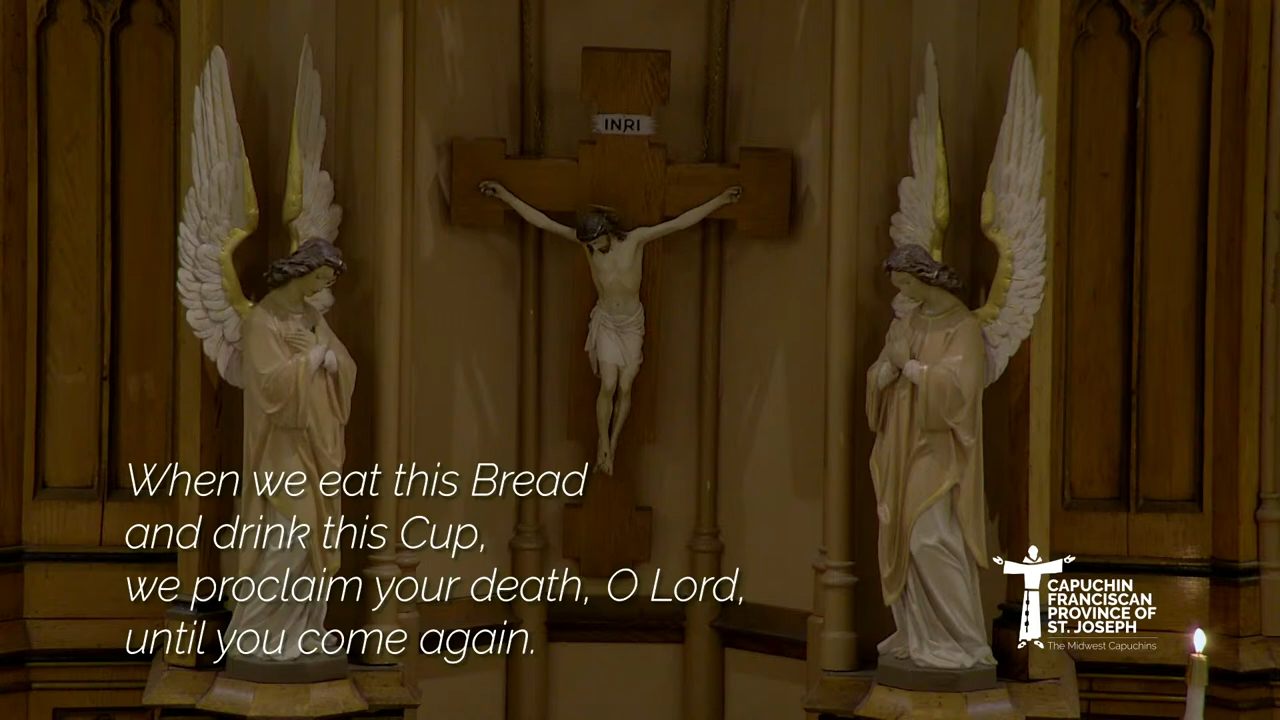 INRI
When we eat this Bread
and drink this Cup,
we proclaim your death, O Lord,
until you come again.
CAPUCHIN
FRANCISCAN
PROVINCE OF
ST. JOSEPH
The Midwest Capuchins